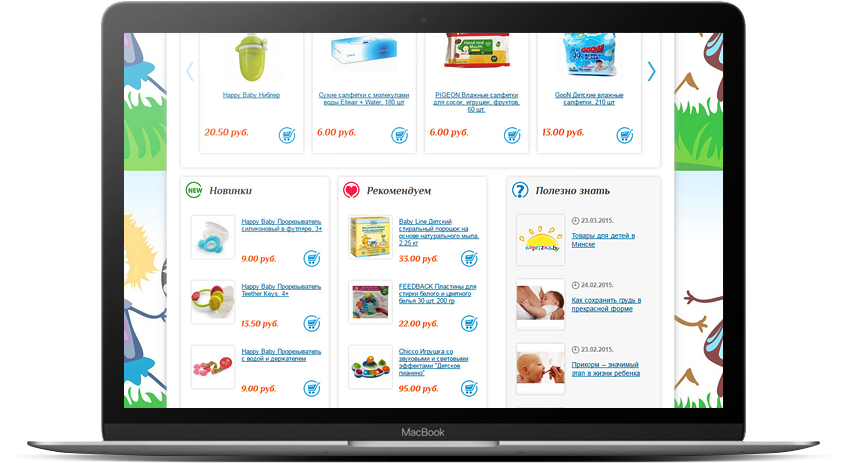 Happy Baby Ниблер
20.50 руб.
Сухие салфетки с молекулами
воды Elleair + Water, 180 шт
6.00 руб.
PIGEON Влажные салфетки
для сосок, игрушек, фруктов,
60 шт.
6.00 руб.
GooN Детские влажные
салфетки, 210 шт
13.00 руб.
NEW
Новинки
Happy Baby Прорезыватель
силиконовый в футляре, 3+
9.00 руб.
Happy Baby Прорезыватель
Teether Keys, 4+
13.50 руб.
Happy Baby Прорезыватель
с водой и держателем
9.00 руб.
Рекомендуем
Baby Line Детский
стиральный порошок на
основе натурального мыла,
2.25 кг
33.00 руб.
FEEDBACK Пластины для
стирки белого и цветного
белья 30 шт. 200 гр
22.00 руб.
Chicco Игрушка со
звуковыми и световыми
эффектами "Детское
пианино"
95.00 руб.
?
Полезно знать
23.03.2015.
Товары для детей в
Минске
24.02.2015.
Как сохранить грудь в
прекрасной форме
23.02.2015.
Прикорм – значимый
этап в жизни ребенка
MacBook